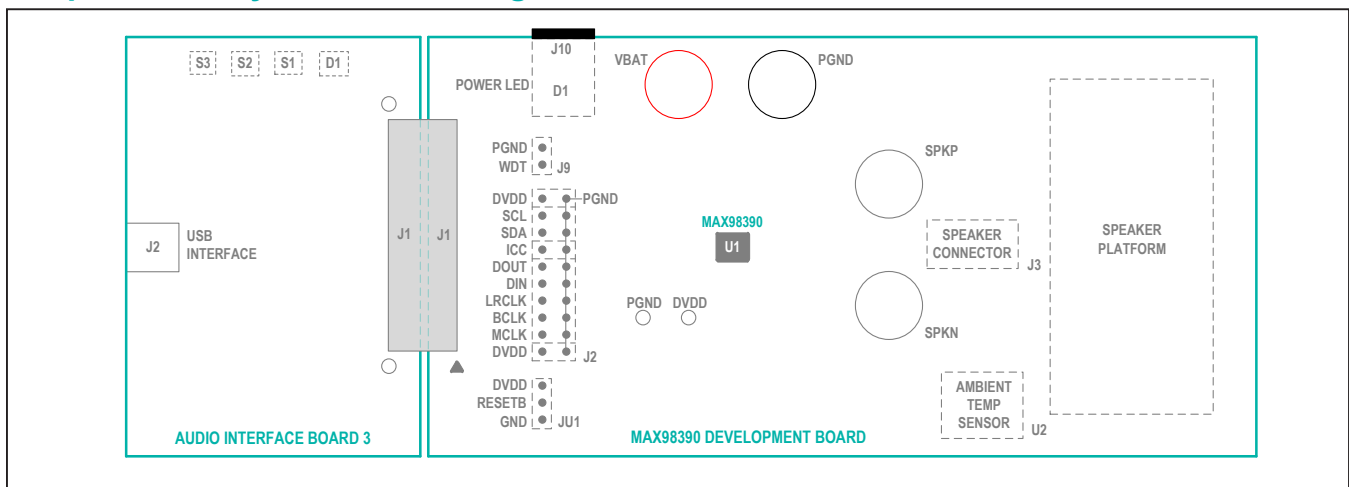 S3 S2 S1 D1
J10
POWER LED D1
VBAT
PGND
PGND
WDT
J9
DVDD
PGND
SCL
SDA
ICC
DOUT
DIN
LRCLK
BCLK
MCLK
DVDD
J2
DVDD
RESETB
GND
JU1
J2
USB
INTERFACE
J1 J1
MAX98390
U1
PGND DVDD
SPKP
SPEAKER
CONNECTOR
J3
SPKN
AMBIENT
TEMP
SENSOR
U2
SPEAKER
PLATFORM
AUDIO INTERFACE BOARD 3
MAX98390 DEVELOPMENT BOARD